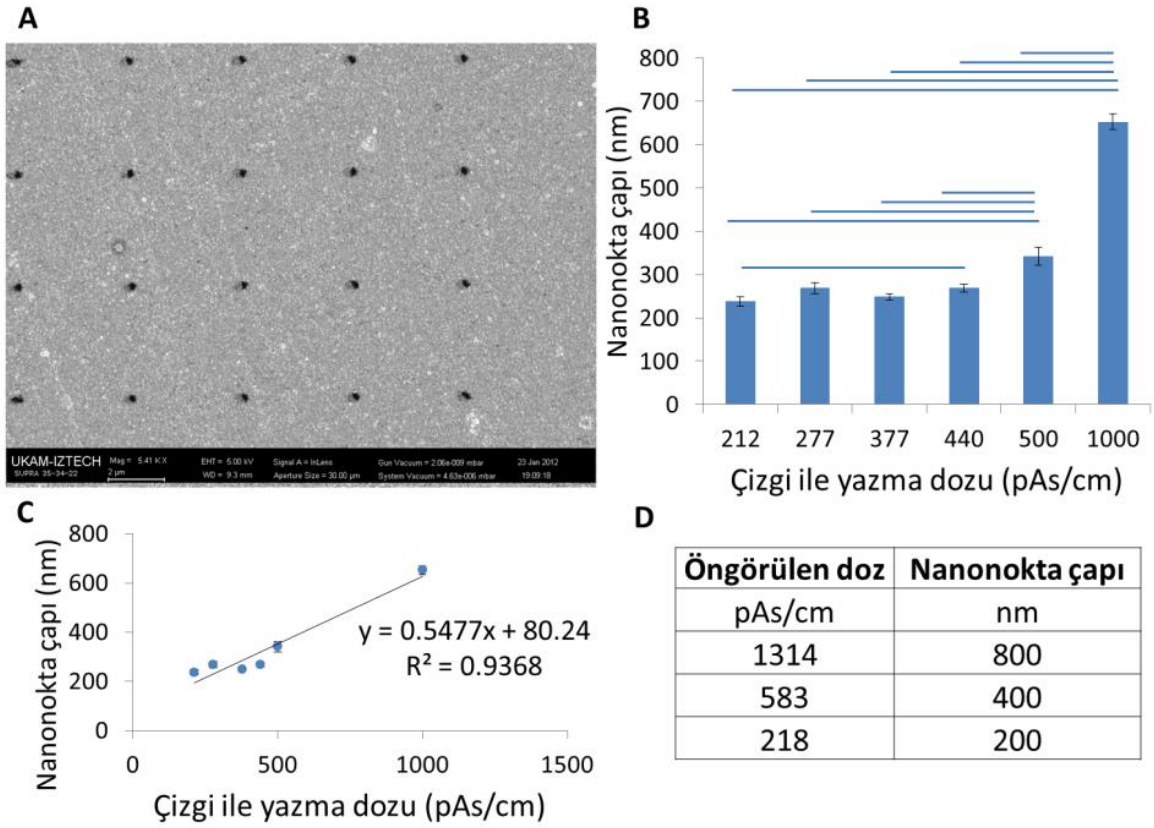 A
UKAM-IZTECH
SUPRA 35-34-22
Mag = 5.41 K X
2 µm
EHT = 5.00 kV
WD = 9.3 mm
Signal A = InLens
Aperture Size = 30.00 µm
Gun Vacuum = 2.06e-009 mbar
System Vacuum = 4.63e-006 mbar
23 Jan 2012
19:09:18
B
Nanonokta çapı (nm)
800
700
600
500
400
300
200
100
0
212 277 377 440 500 1000
Çizgi ile yazma dozu (pAs/cm)
C
Nanonokta çapı (nm)
800
600
400
200
0
y = 0.5477x + 80.24
R² = 0.9368
0 500 1000 1500
Çizgi ile yazma dozu (pAs/cm)
D
Öngörülen doz Nanonokta çapı
pAs/cm nm
1314 800
583 400
218 200